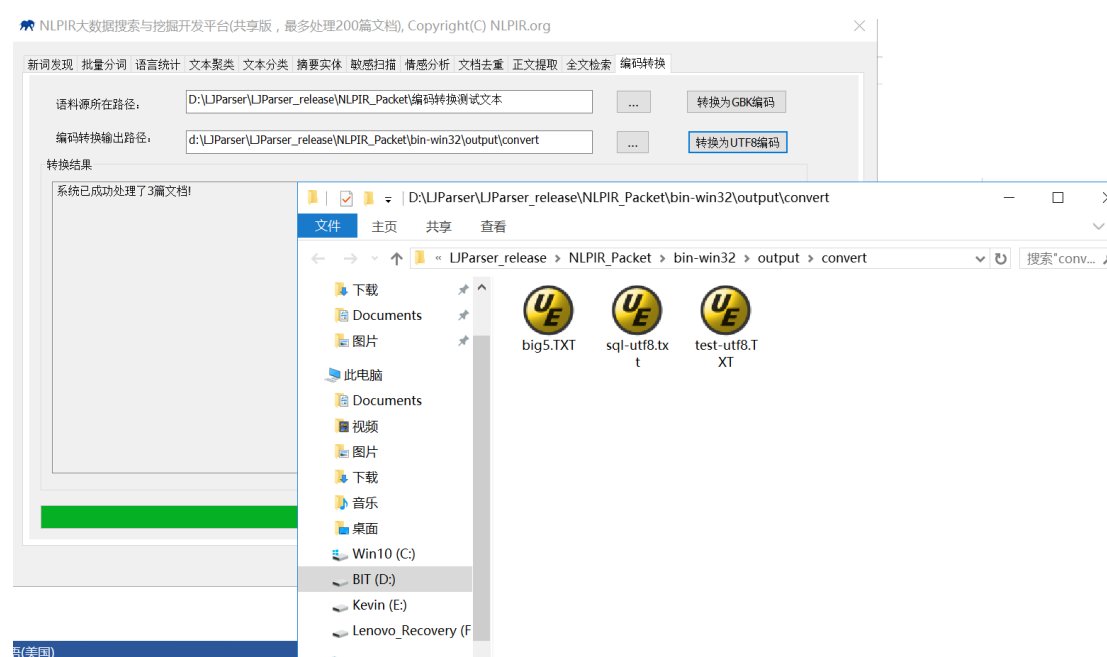 NLPIR大数据搜索与挖掘开发平台(共享版，最多处理200篇文档), Copyright(C) NLPIR.org
新词发现 批量分词 语言统计 文本聚类 文本分类 摘要实体 敏感扫描 情感分析 文档去重 正文提取 全文检索 编码转换
语料源所在路径： D:\LJParser\LJParser_release\NLPIR_Packet\编码转换测试文本 ... 转换为GBK编码
编码转换输出路径： d:\LJParser\LJParser_release\NLPIR_Packet\bin-win32\output\convert ... 转换为UTF8编码
转换结果
系统已成功处理了3篇文档!
D:\LJParser\LJParser_release\NLPIR_Packet\bin-win32\output\convert
文件 主页 共享 查看
« LJParser_release > NLPIR_Packet > bin-win32 > output > convert 搜索"conv...
下载
Documents
图片
此电脑
Documents
视频
图片
下载
音乐
桌面
Win10 (C:)
BIT (D:)
Kevin (E:)
Lenovo_Recovery (F
UE
big5.TXT
UE
sql-utf8.tx
t
UE
test-utf8.T
XT
(美国)